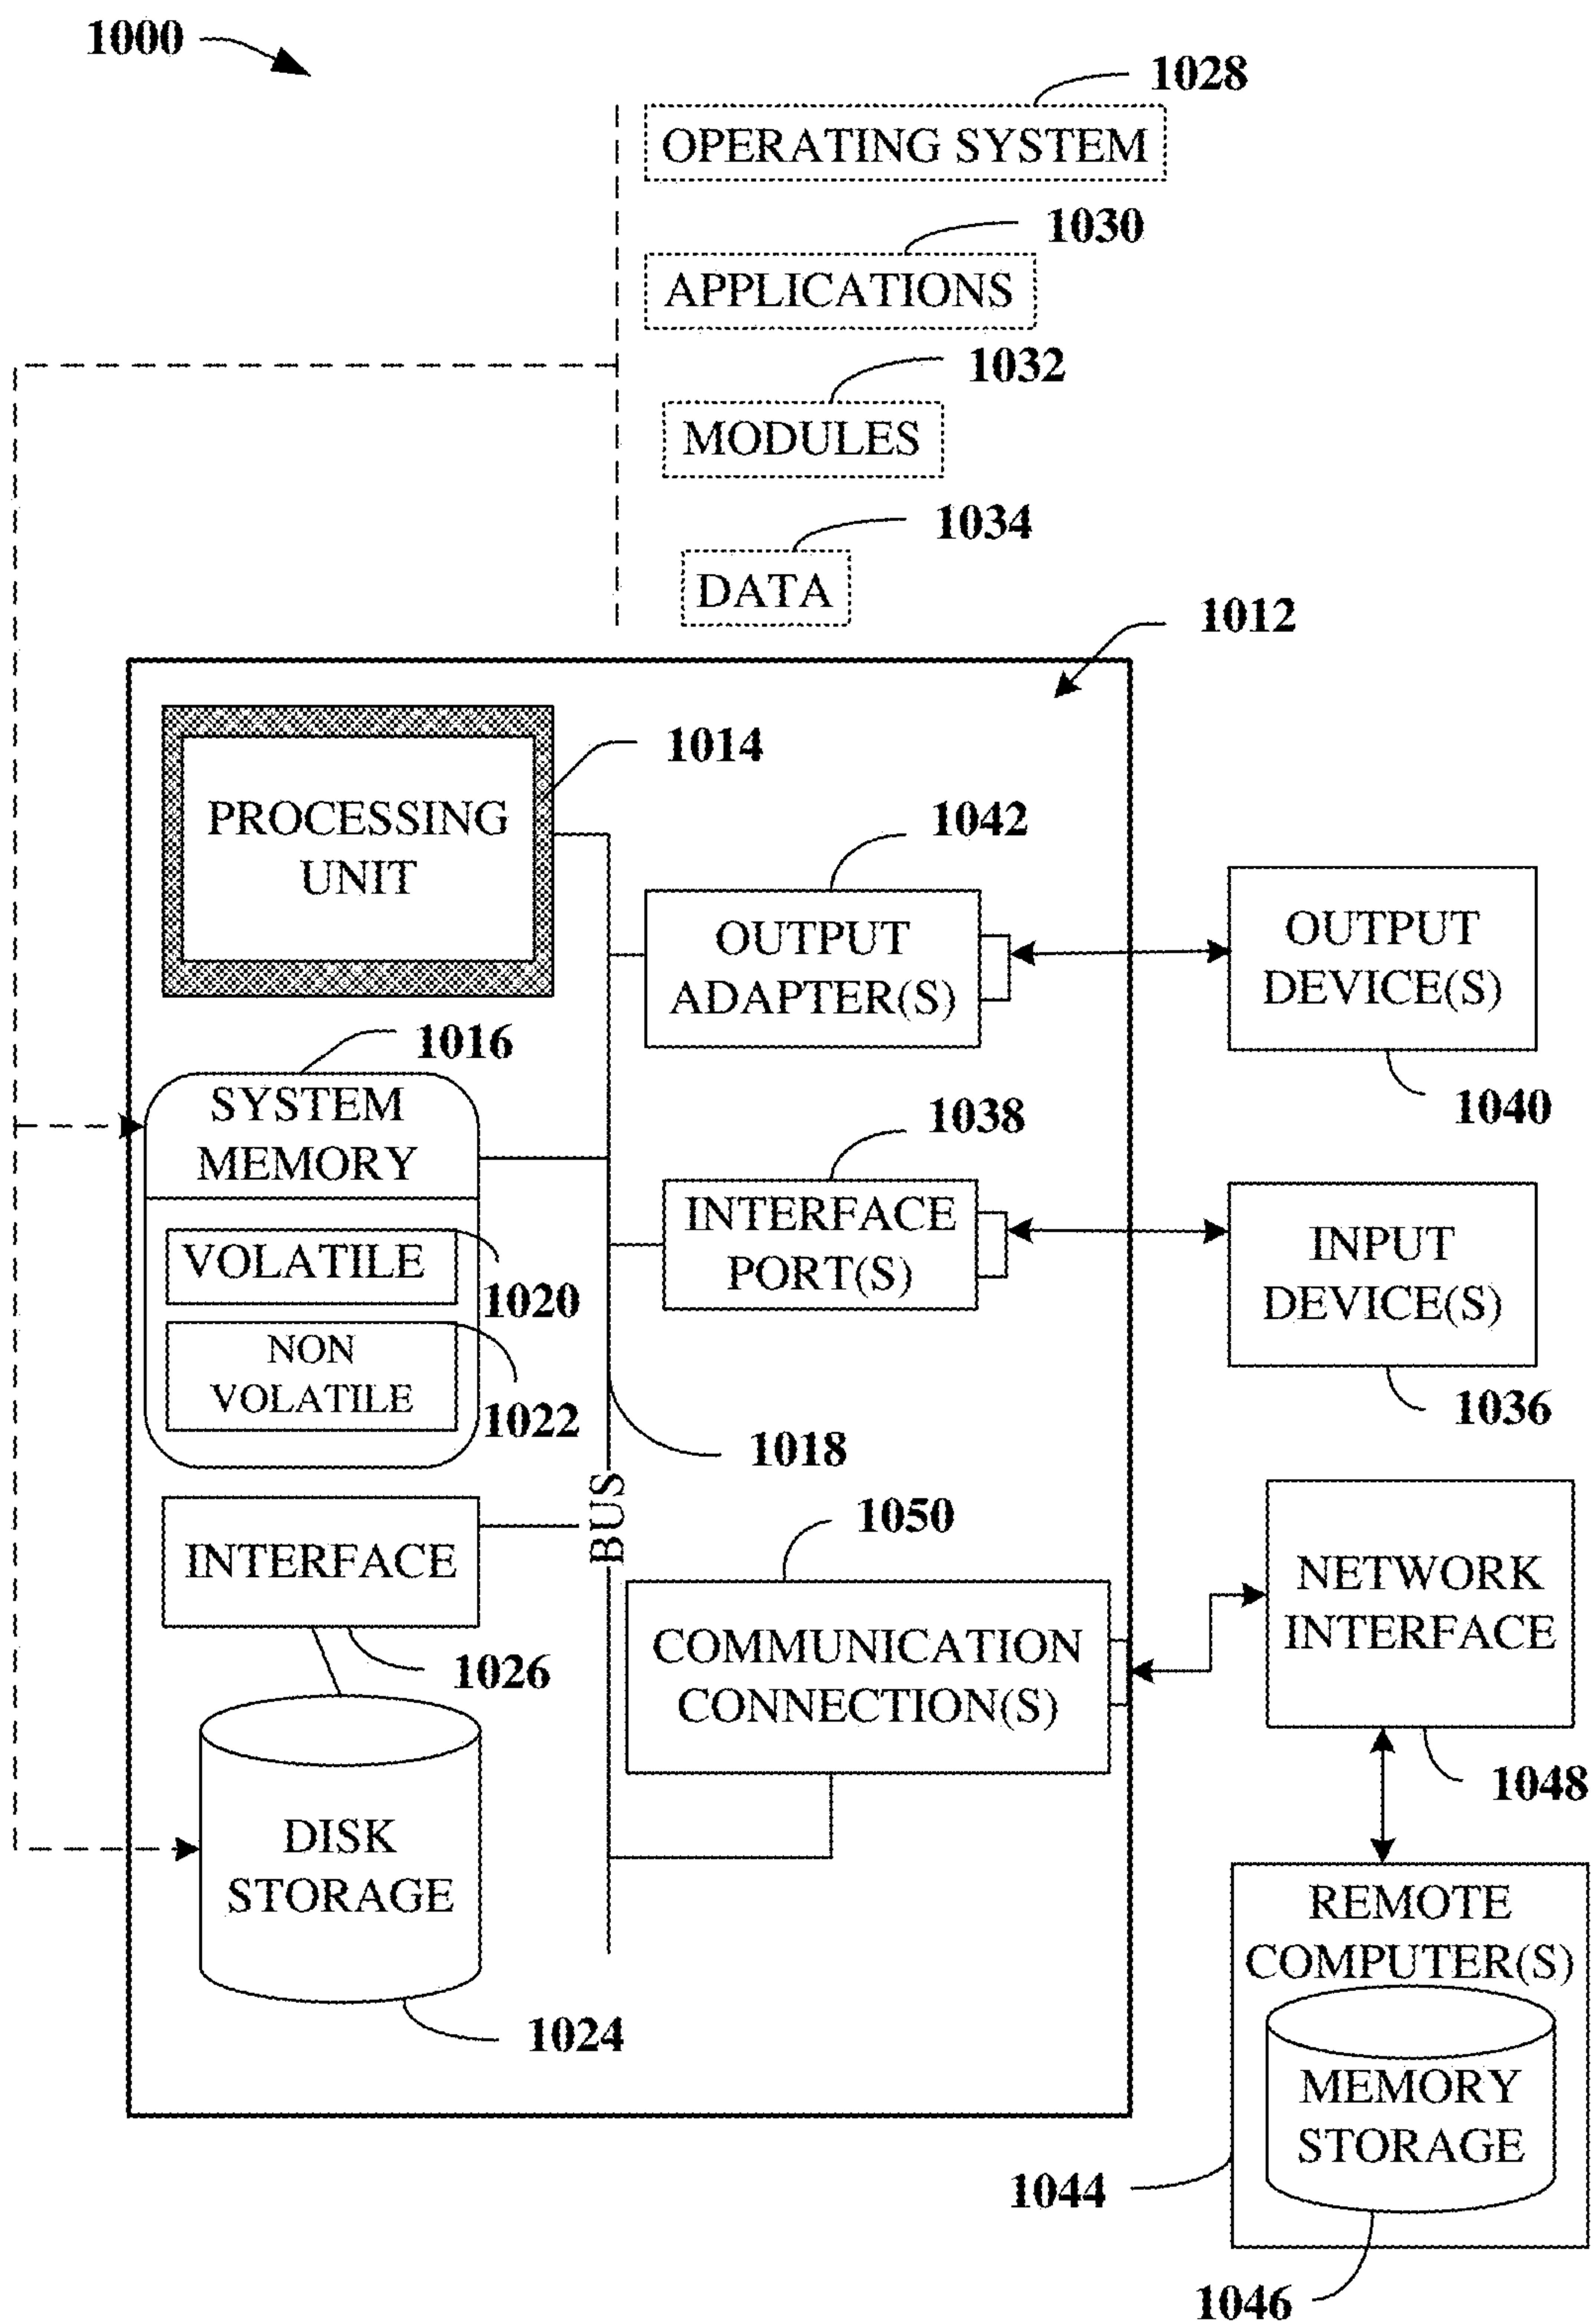 1000
1028
OPERATING SYSTEM
1030
APPLICATIONS
1032
MODULES
1034
DATA
1012
PROCESSING
UNIT
1014
1042
OUTPUT
ADAPTER(S)
OUTPUT
DEVICE(S)
1040
1016
SYSTEM
MEMORY
VOLATILE
1020
NON
VOLATILE
1022
1038
INTERFACE
PORT(S)
INPUT
DEVICE(S)
1036
1018
BUS
INTERFACE
1026
1050
COMMUNICATION
CONNECTION(S)
NETWORK
INTERFACE
1048
DISK
STORAGE
1024
REMOTE
COMPUTER(S)
MEMORY
STORAGE
1044
1046